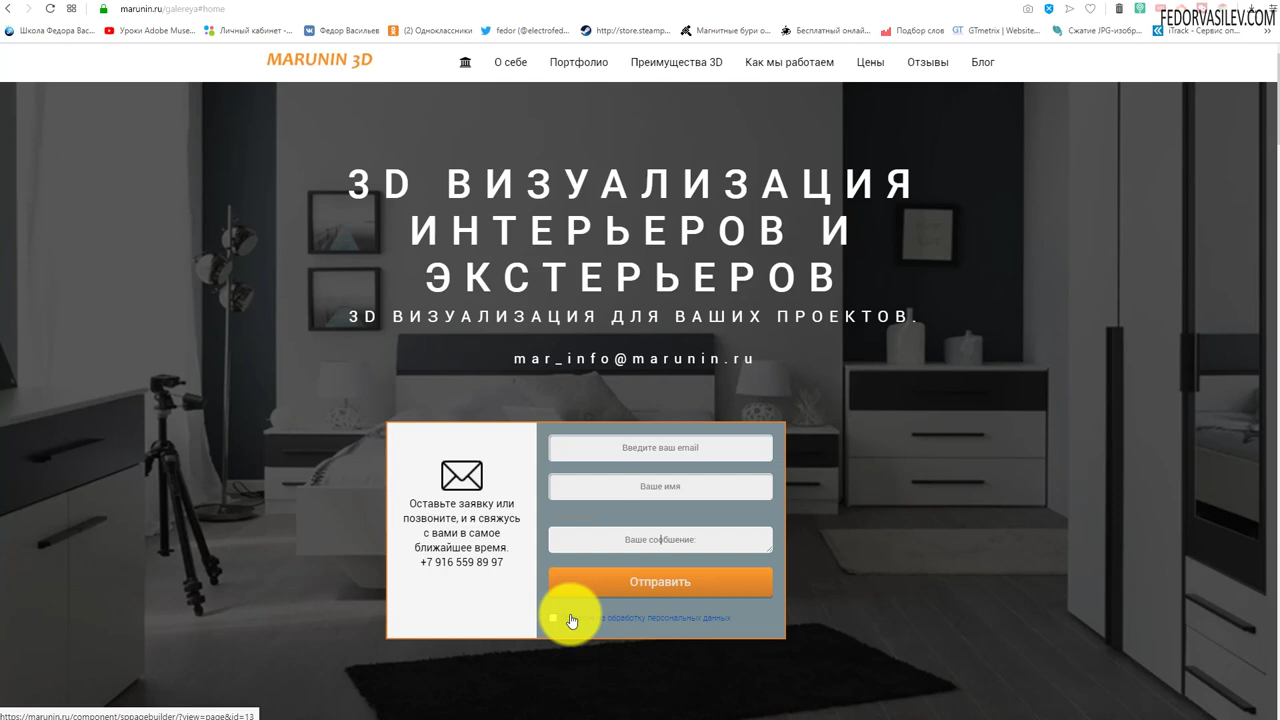 marunin.ru/galereya#home
FEDORVASILEV.COM
Школа Федора Вас... Уроки Adobe Muse... Личный кабинет -... Федор Васильев (2) Одноклассники fedor (@electrofed... http://store.steamp... Магнитные бури о... Бесплатный онлай... Подбор слов GTmetrix | Website... Сжатие JPG-изобр... iTrack - Сервис оп... »
MARUNIN 3D О себе Портфолио Преимущества 3D Как мы работаем Цены Отзывы Блог
3D ВИЗУАЛИЗАЦИЯ
ИНТЕРЬЕРОВ И
ЭКСТЕРЬЕРОВ
3D ВИЗУАЛИЗАЦИЯ ДЛЯ ВАШИХ ПРОЕКТОВ.
mar_info@marunin.ru
Оставьте заявку или
позвоните, и я свяжусь
с вами в самое
ближайшее время.
+7 916 559 89 97
Введите ваш email
Ваше имя
Ваше сообшение:
Отправить
обработку персональных данных
https://marunin.ru/component/sppagebuilder/?view=page&id=13